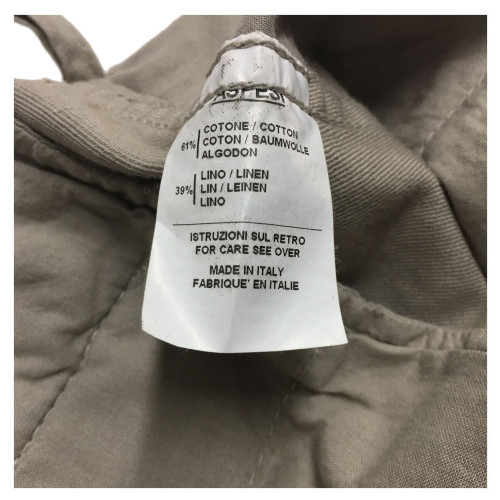 ASPESI
61% COTONE / COTTON
COTON / BAUMWOLLE
ALGODON
39% LINO / LINEN
LIN / LEINEN
LINO
ISTRUZIONI SUL RETRO
FOR CARE SEE OVER
MADE IN ITALY
FABRIQUE' EN ITALIE